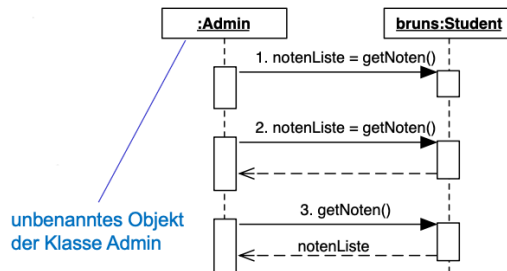 :Admin
bruns:Student
1. notenListe = getNoten()
2. notenListe = getNoten()
3. getNoten()
notenListe
unbenanntes Objekt
der Klasse Admin